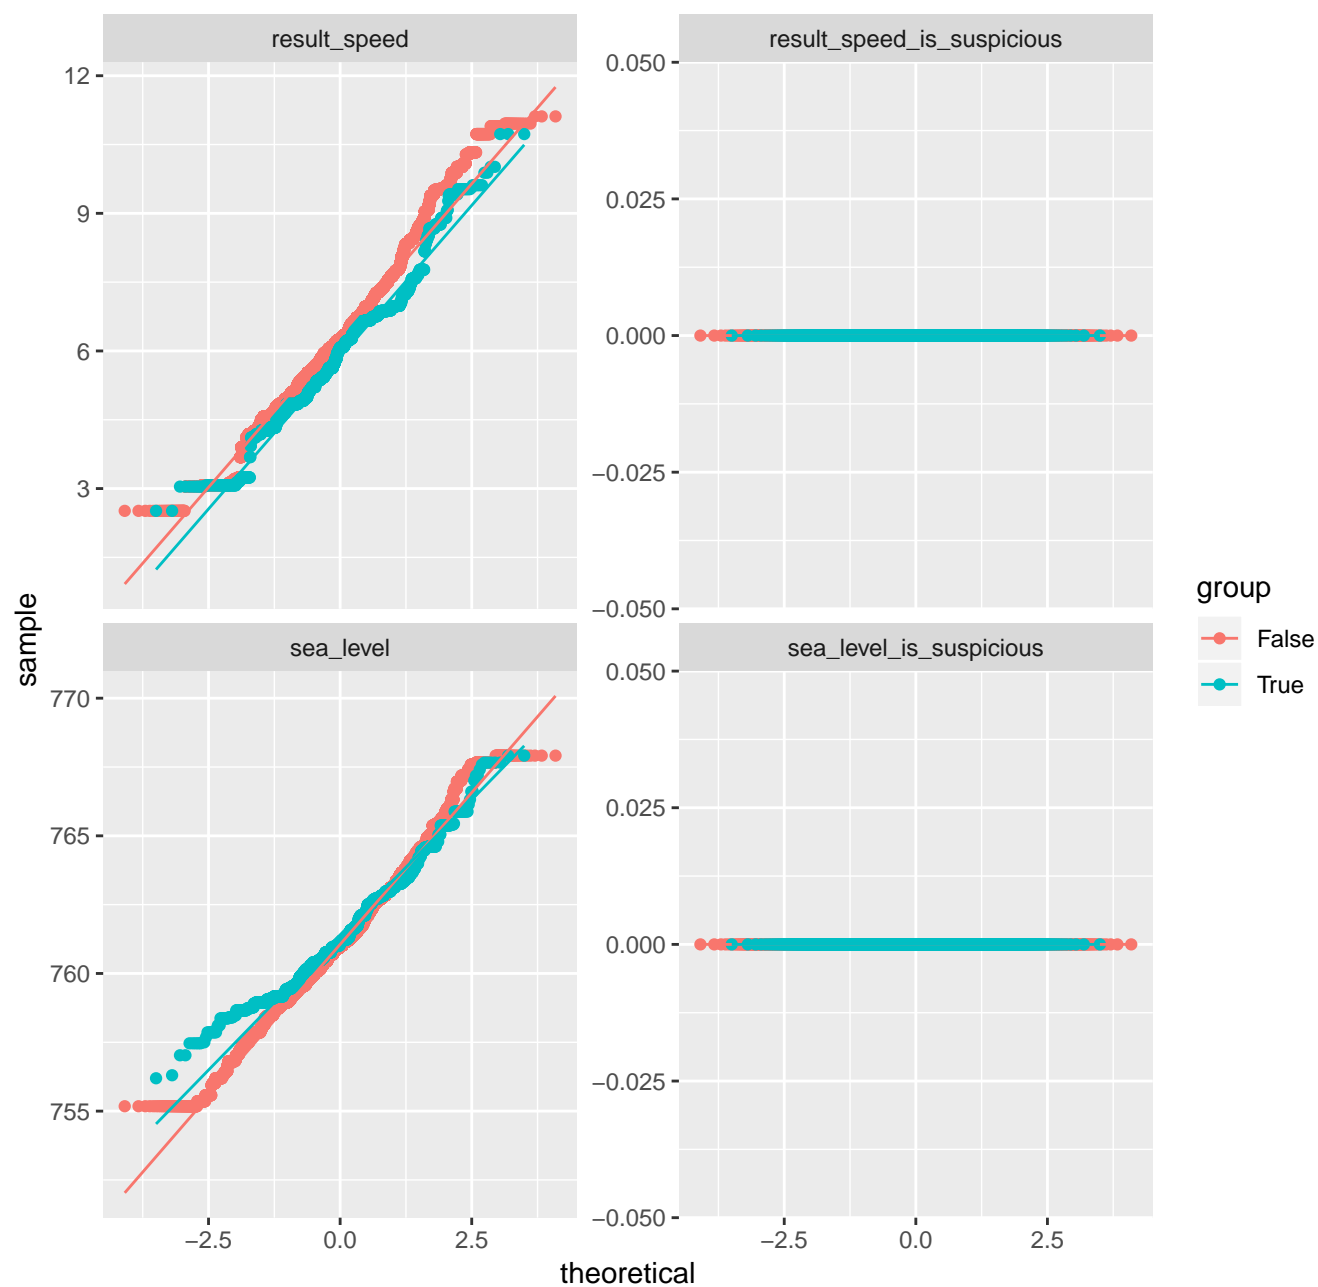 result_speed
result_speed_is_suspicious
12
9
6
3
0.050
0.025
0.000
−0.025
−0.050
sea_level
sea_level_is_suspicious
770
765
760
755
0.050
0.025
0.000
−0.025
−0.050
−2.5
0.0
2.5
−2.5
0.0
2.5
theoretical
sample
group
False
True